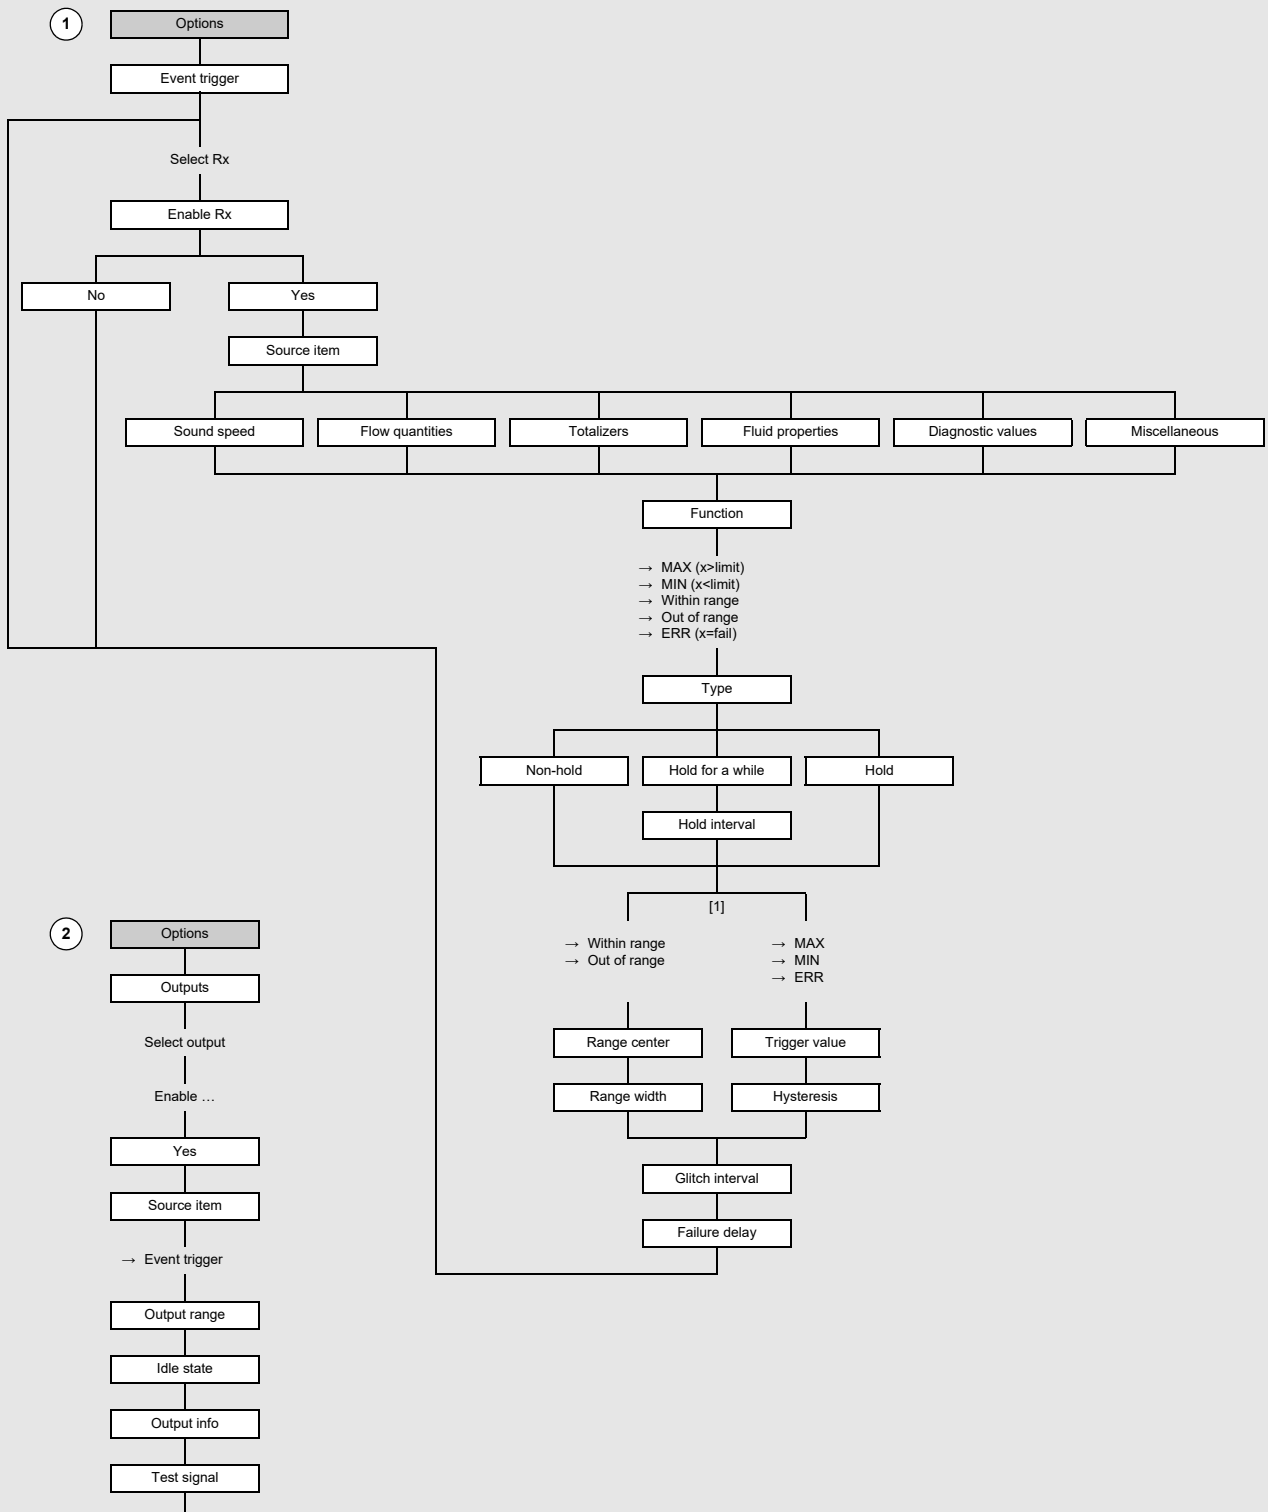 1
Options
Event trigger
Select Rx
Enable Rx
No
Yes
Source item
Sound speed
Flow quantities
Totalizers
Fluid properties
Diagnostic values
Miscellaneous
Function
→ MAX (x>limit)
→ MIN (x<limit)
→ Within range
→ Out of range
→ ERR (x=fail)
Type
Non-hold
Hold for a while
Hold
Hold interval
[1]
→ Within range
→ Out of range
→ MAX
→ MIN
→ ERR
Range center
Trigger value
Range width
Hysteresis
Glitch interval
Failure delay
2
Options
Outputs
Select output
Enable …
Yes
Source item
→ Event trigger
Output range
Idle state
Output info
Test signal